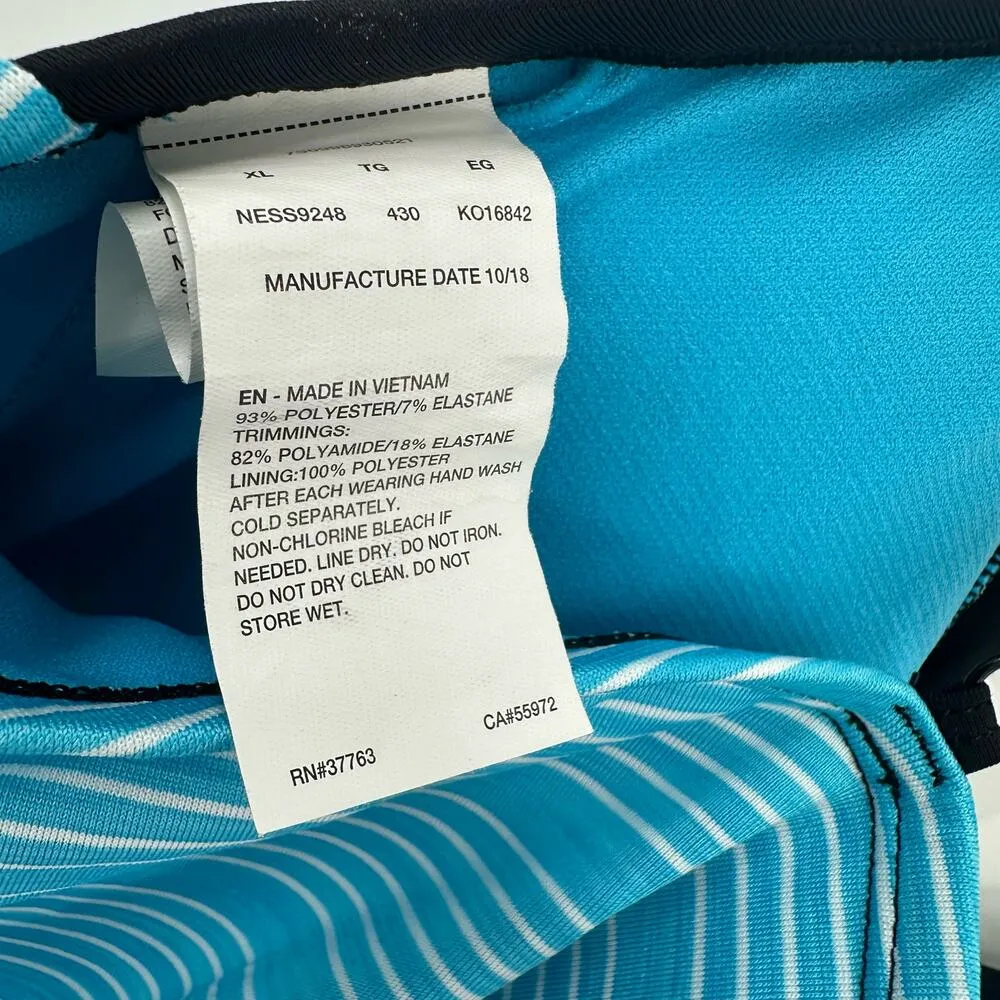 XL TG EG
NESS9248 430 KO16842
MANUFACTURE DATE 10/18
EN - MADE IN VIETNAM
93% POLYESTER/7% ELASTANE
TRIMMINGS:
82% POLYAMIDE/18% ELASTANE
LINING:100% POLYESTER
AFTER EACH WEARING HAND WASH
COLD SEPARATELY.
NON-CHLORINE BLEACH IF
NEEDED. LINE DRY. DO NOT IRON.
DO NOT DRY CLEAN. DO NOT
STORE WET.
RN#37763 CA#55972